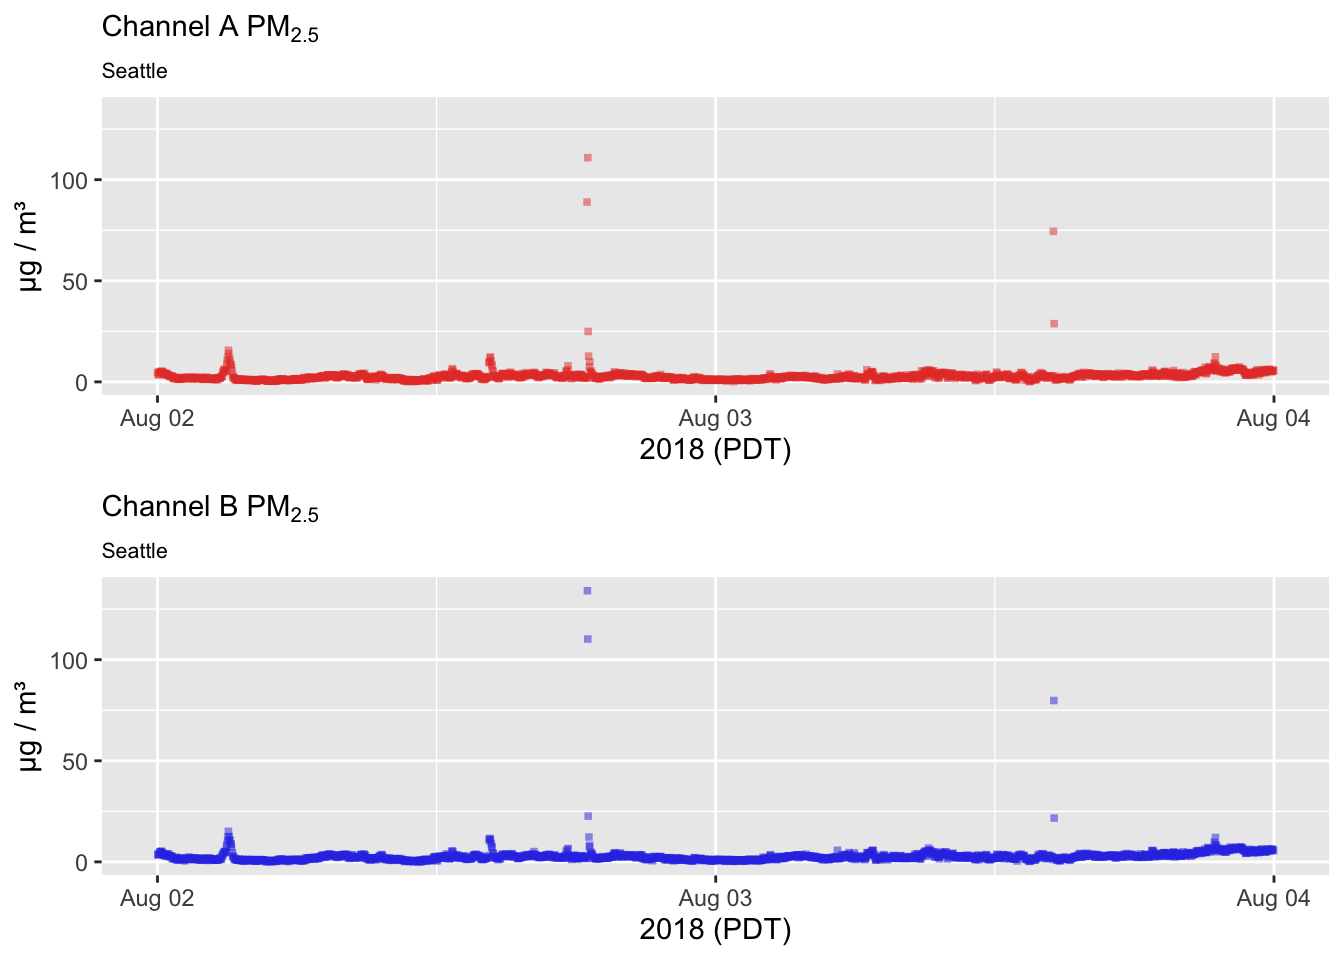 Channel A PM2.5
Seattle
100
50
0
µg / m³
Aug 02 Aug 03 Aug 04
2018 (PDT)
Channel B PM2.5
Seattle
100
50
0
µg / m³
Aug 02 Aug 03 Aug 04
2018 (PDT)